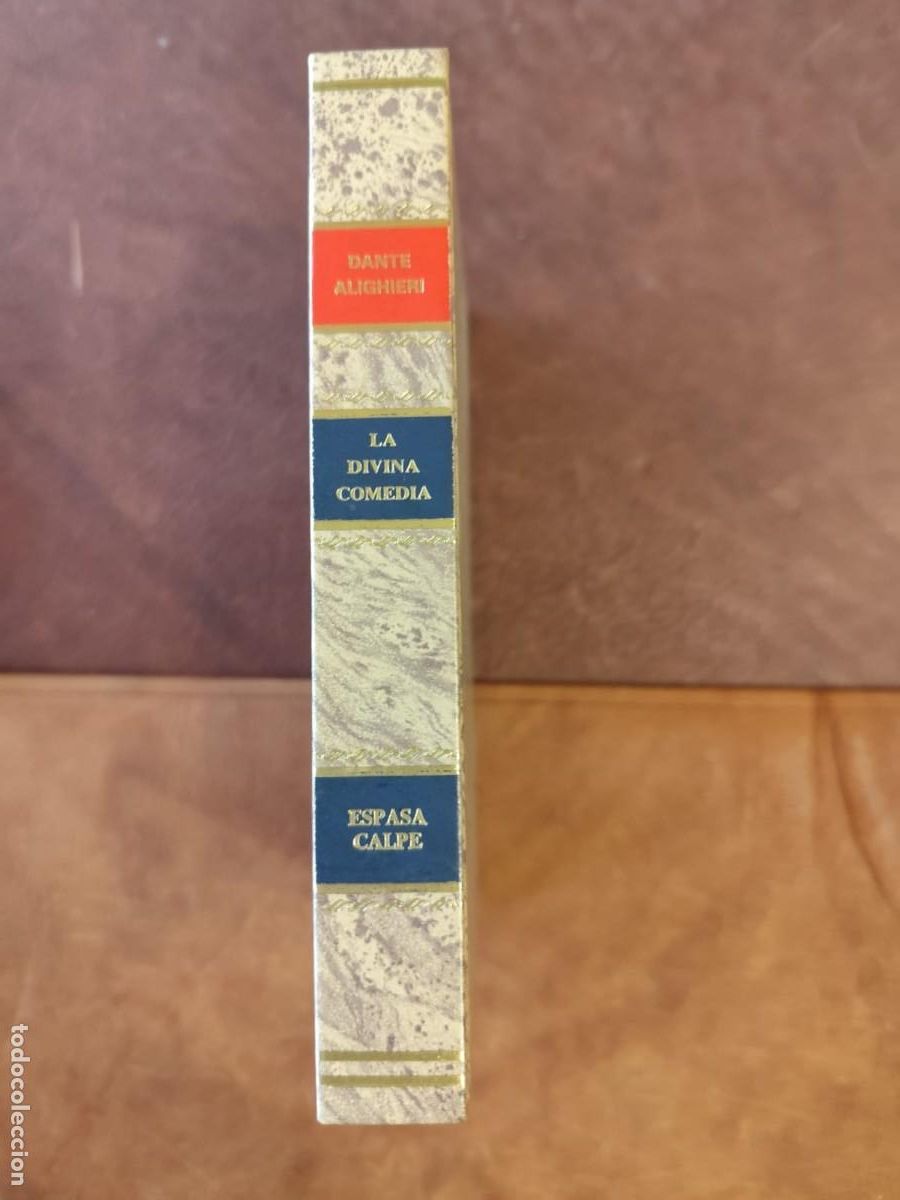 DANTE
ALIGHIERI
LA
DIVINA
COMEDIA
ESPASA
CALPE
todocoleccion